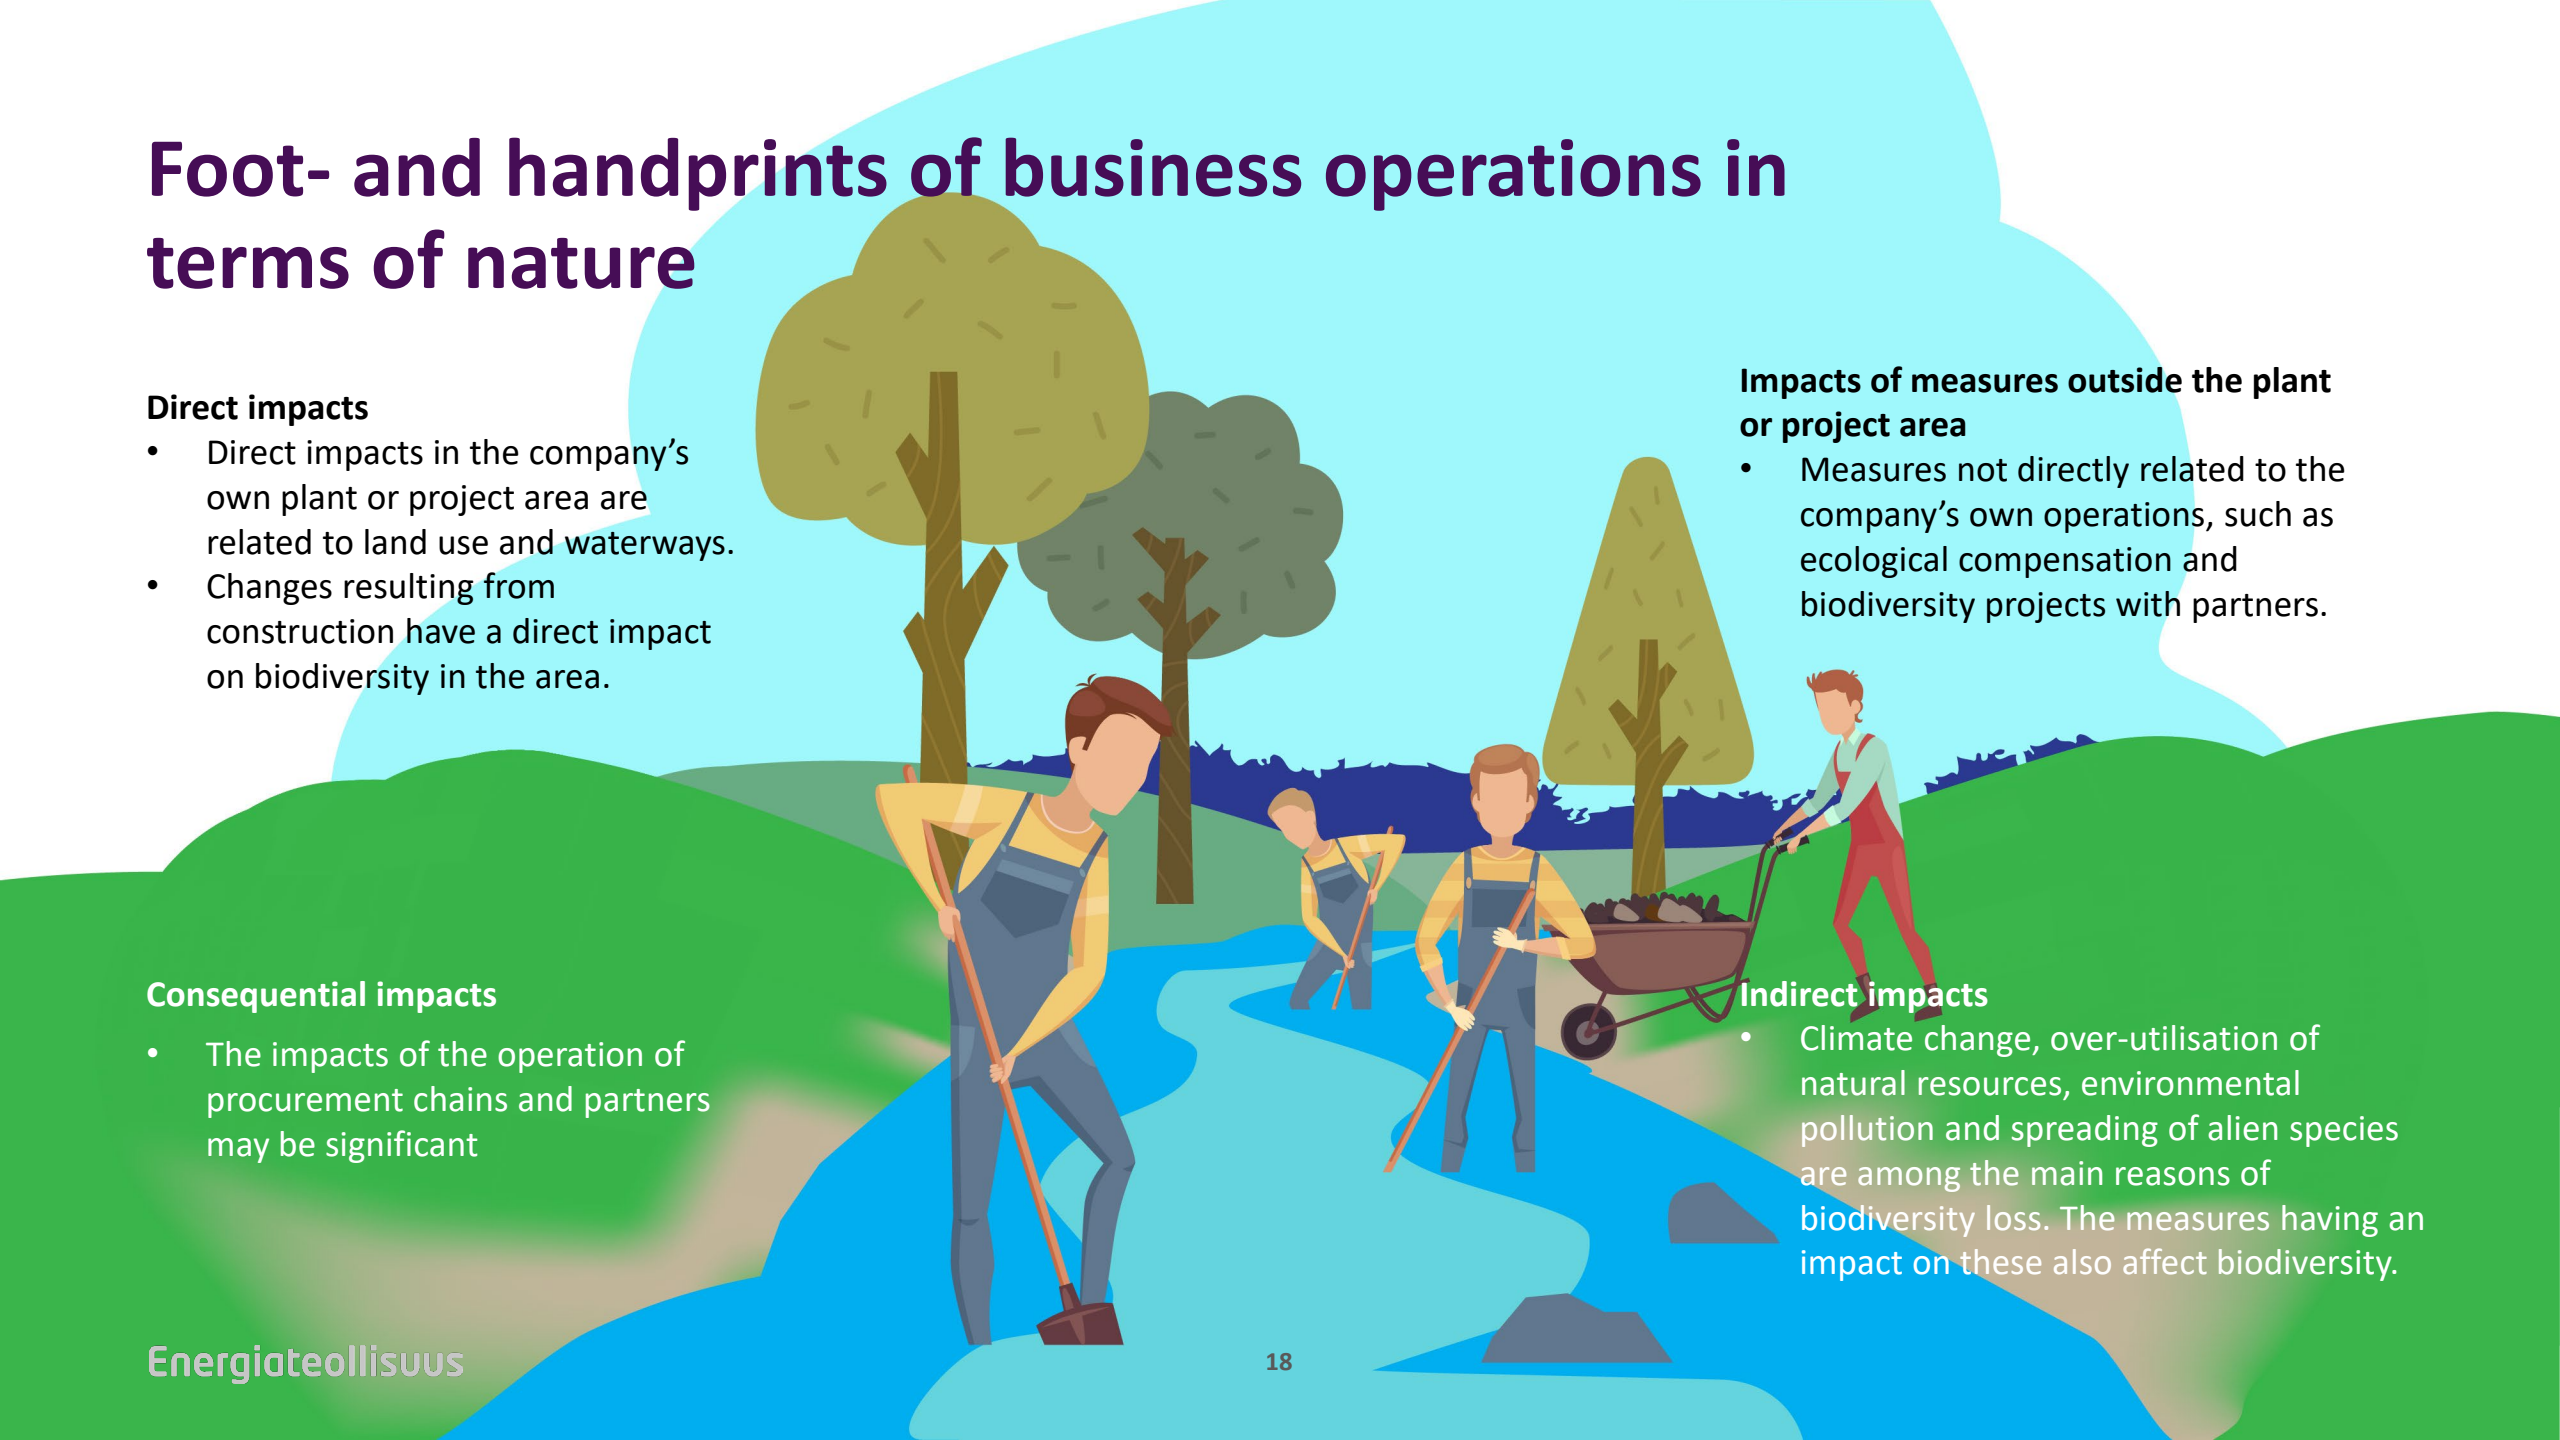 Foot- and handprints of business operations in
terms of nature
Direct impacts
• Direct impacts in the company’s
own plant or project area are
related to land use and waterways.
• Changes resulting from
construction have a direct impact
on biodiversity in the area.
Impacts of measures outside the plant
or project area
• Measures not directly related to the
company’s own operations, such as
ecological compensation and
biodiversity projects with partners.
Consequential impacts
• The impacts of the operation of
procurement chains and partners
may be significant
Indirect impacts
• Climate change, over-utilisation of
natural resources, environmental
pollution and spreading of alien species
are among the main reasons of
biodiversity loss. The measures having an
impact on these also affect biodiversity.
Energiateollisuus
18